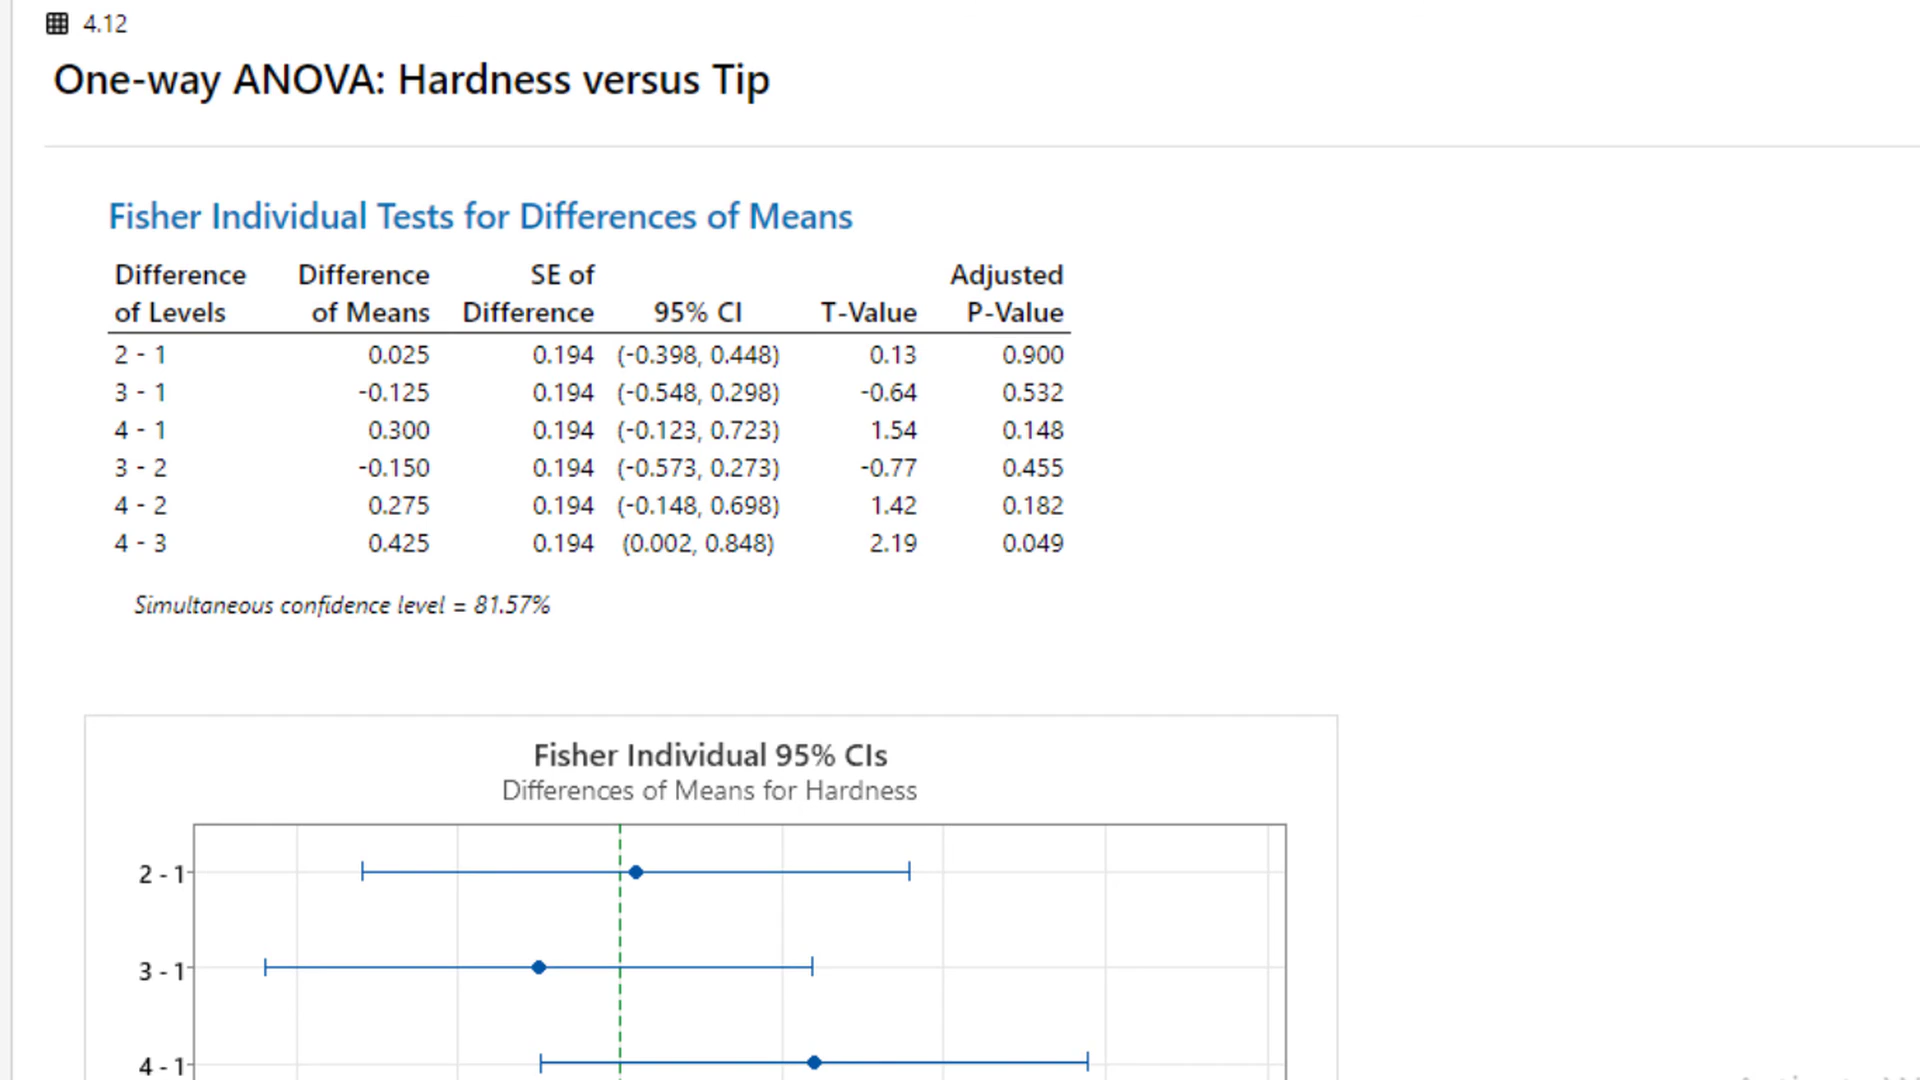 4.12
One-way ANOVA: Hardness versus Tip
Fisher Individual Tests for Differences of Means
Difference Difference SE of Adjusted
of Levels of Means Difference 95% CI T-Value P-Value
2 - 1 0.025 0.194 (-0.398, 0.448) 0.13 0.900
3 - 1 -0.125 0.194 (-0.548, 0.298) -0.64 0.532
4 - 1 0.300 0.194 (-0.123, 0.723) 1.54 0.148
3 - 2 -0.150 0.194 (-0.573, 0.273) -0.77 0.455
4 - 2 0.275 0.194 (-0.148, 0.698) 1.42 0.182
4 - 3 0.425 0.194 (0.002, 0.848) 2.19 0.049
Simultaneous confidence level = 81.57%
Fisher Individual 95% CIs
Differences of Means for Hardness
2 - 1
3 - 1
4 - 1